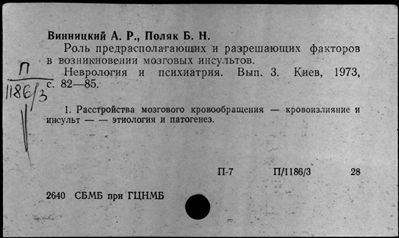 Винницкий А. Р., Поляк Б. Н.
Роль предрасполагающих и разрешающих факторов
в возникновении мозговых инсультов.
Неврология и психиатрия. Вып. 3. Киев, 1973,
с. 82—85.
П
1186/3
1. Расстройства мозгового кровообращения — кровоизлияние и
инсульт — — этиология и патогенез.
П-7 П/1186/3 28
2640 СБМБ при ГЦНМБ